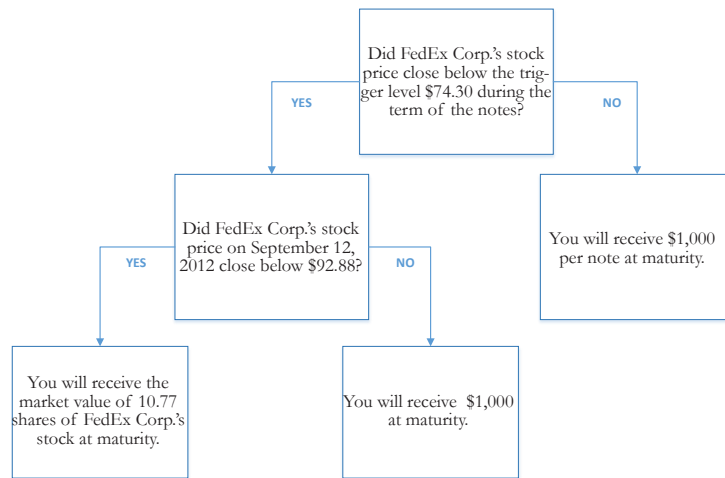 Did FedEx Corp.'s stock
price close below the trig-
ger level $74.30 during the
term of the notes?
YES
NO
Did FedEx Corp.'s stock
price on September 12,
2012 close below $92.88?
You will receive $1,000
per note at maturity.
YES
NO
You will receive the
market value of 10.77
shares of FedEx Corp.'s
stock at maturity.
You will receive $1,000
at maturity.